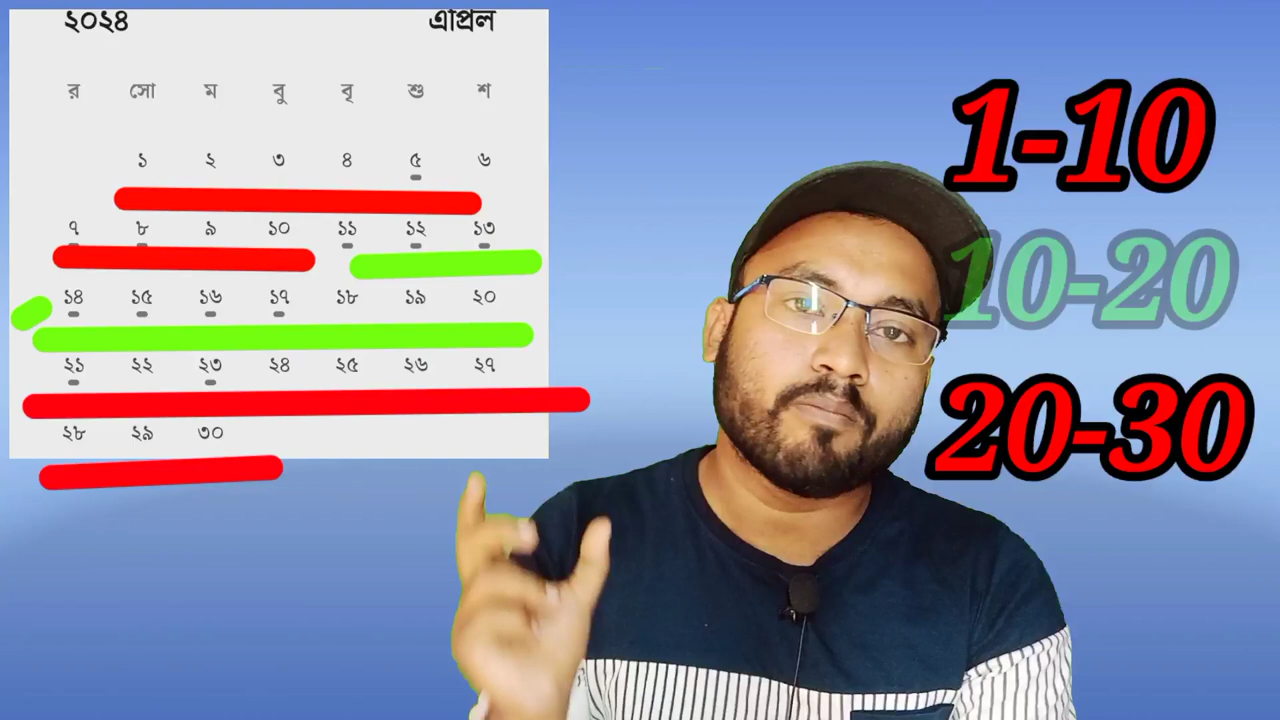 ২০২৪ এপ্রিল
র সো ম বু বৃ শু শ
১ ২ ৩ ৪ ৫ ৬
৭ ৮ ৯ ১০ ১১ ১২ ১৩
১৪ ১৫ ১৬ ১৭ ১৮ ১৯ ২০
২১ ২২ ২৩ ২৪ ২৫ ২৬ ২৭
২৮ ২৯ ৩০
1-10
10-20
20-30